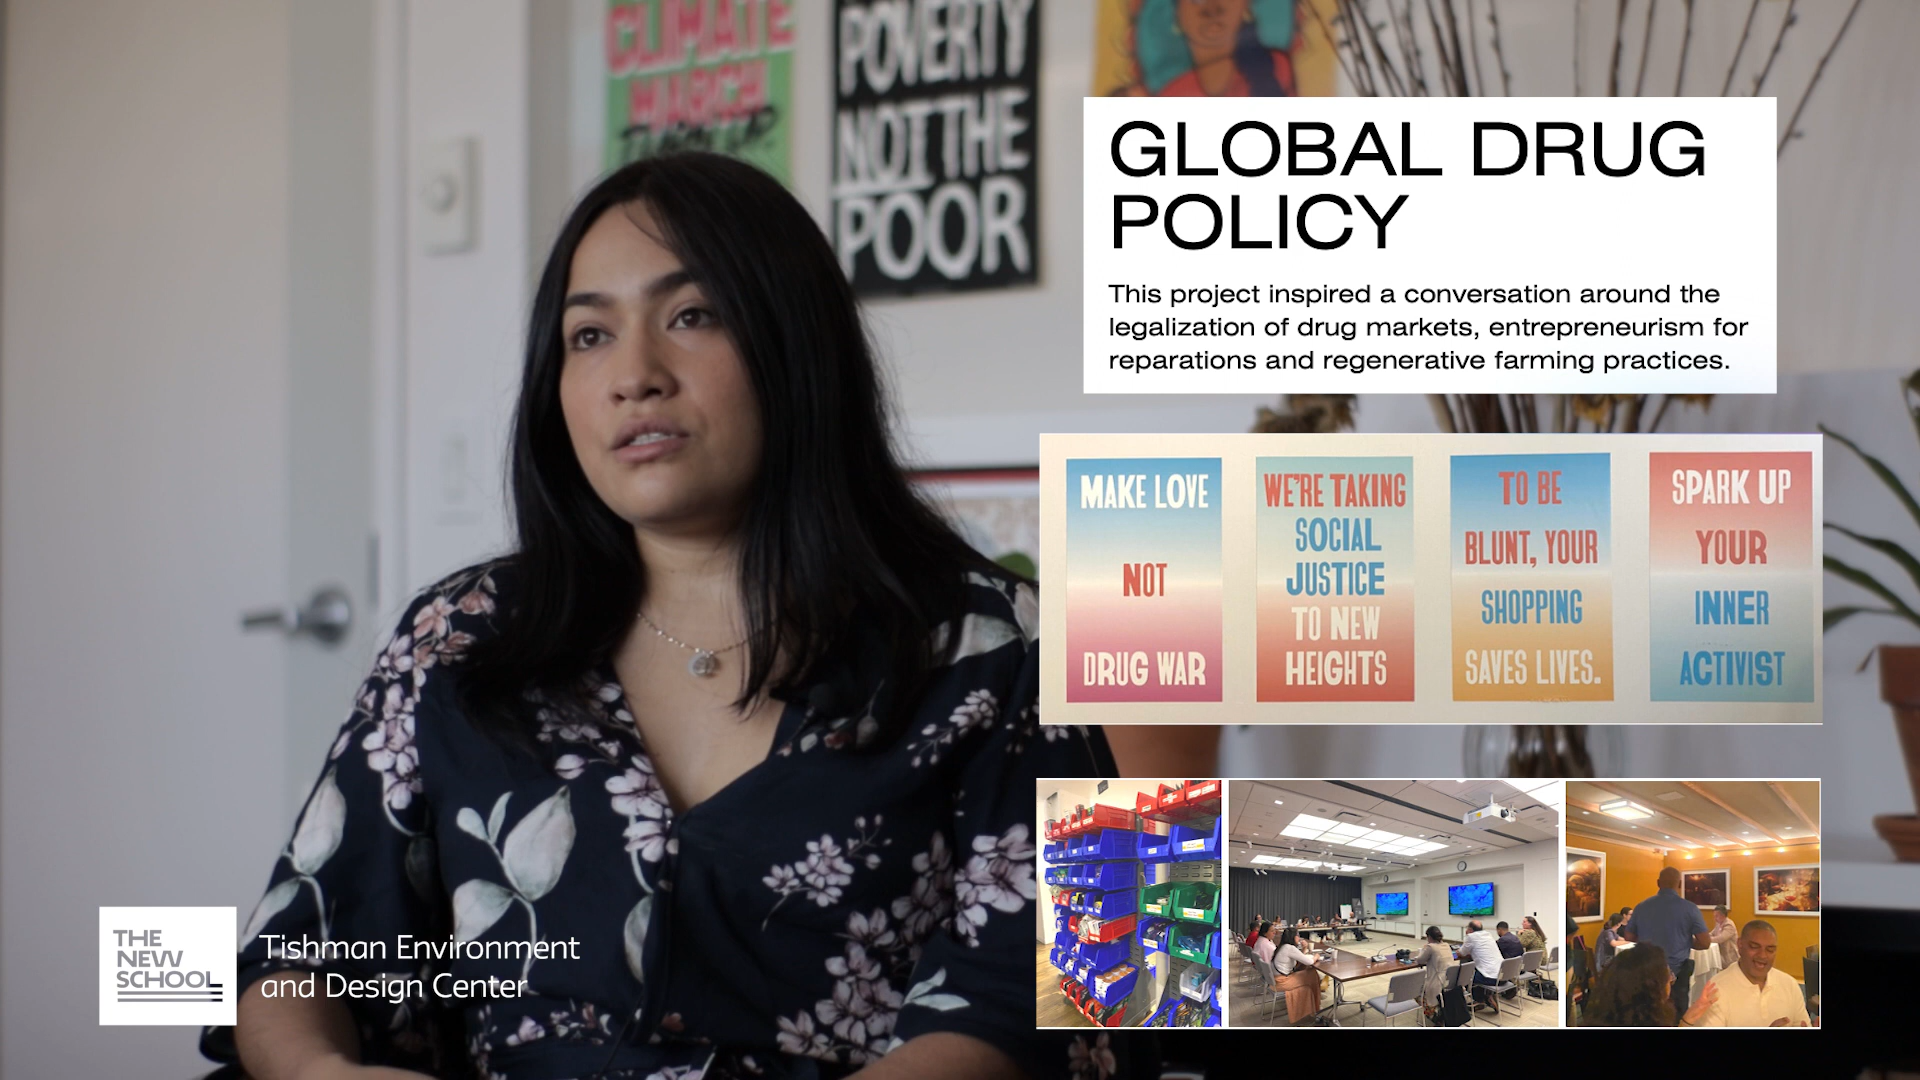 CLIMATE
MARCH
POVERTY
NOT THE
POOR
GLOBAL DRUG
POLICY
This project inspired a conversation around the
legalization of drug markets, entrepreneurism for
reparations and regenerative farming practices.
MAKE LOVE
NOT
DRUG WAR
WE'RE TAKING
SOCIAL
JUSTICE
TO NEW
HEIGHTS
TO BE
BLUNT, YOUR
SHOPPING
SAVES LIVES.
SPARK UP
YOUR
INNER
ACTIVIST
THE
NEW
SCHOOL
Tishman Environment
and Design Center